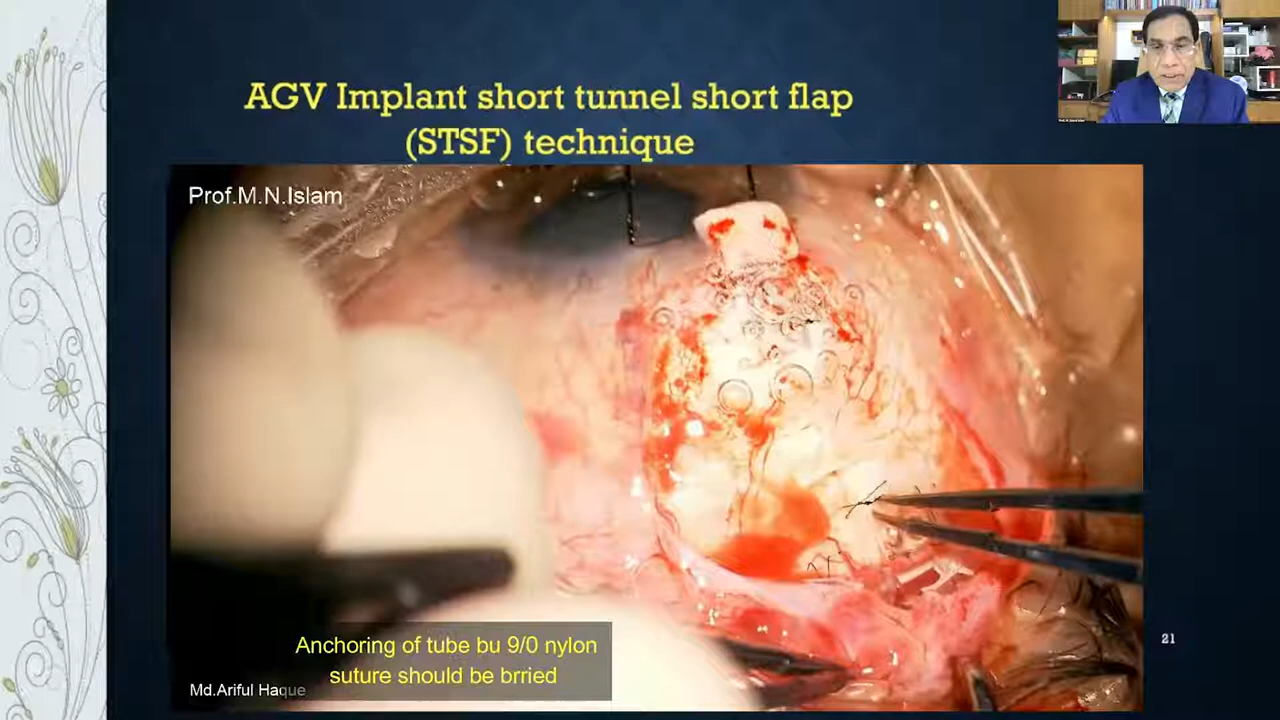 AGV Implant short tunnel short flap
(STSF) technique
Prof.M.N.Islam
Anchoring of tube bu 9/0 nylon
suture should be brried
Md.Ariful Haque
21